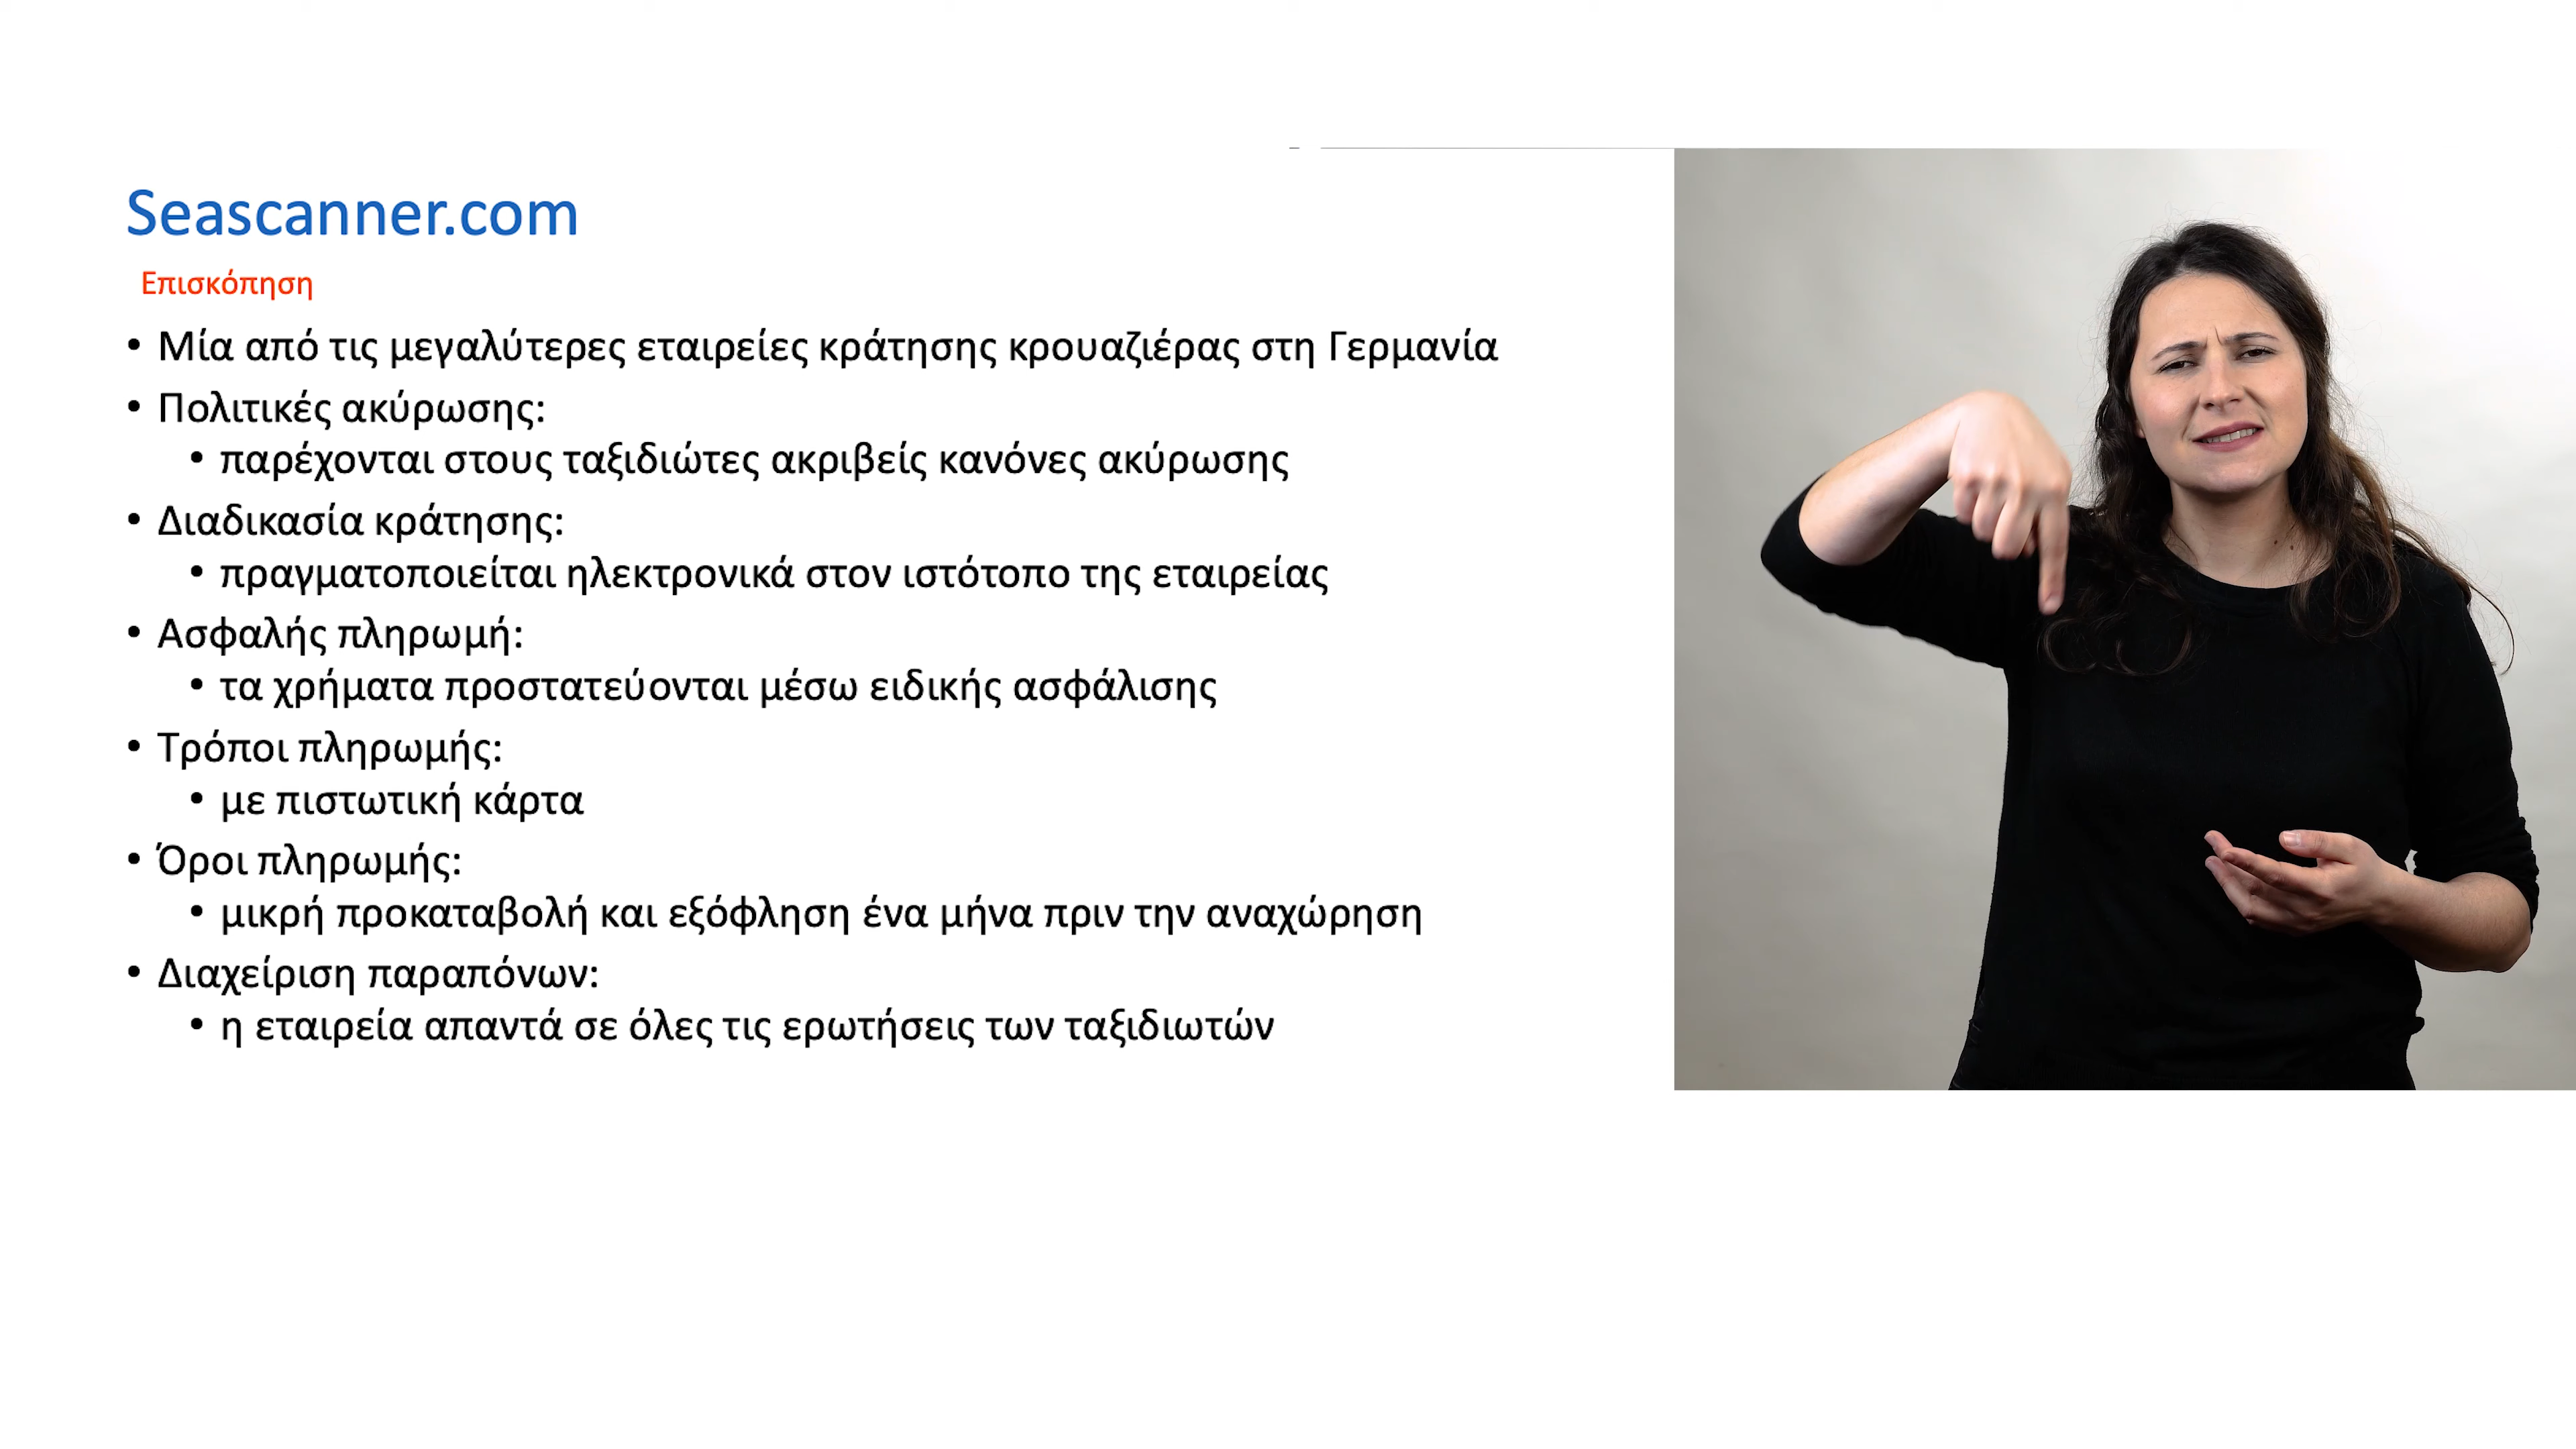 Seascanner.com
Επισκόπηση
• Μία από τις μεγαλύτερες εταιρείες κράτησης κρουαζιέρας στη Γερμανία
• Πολιτικές ακύρωσης:
• παρέχονται στους ταξιδιώτες ακριβείς κανόνες ακύρωσης
• Διαδικασία κράτησης:
• πραγματοποιείται ηλεκτρονικά στον ιστότοπο της εταιρείας
• Ασφαλής πληρωμή:
• τα χρήματα προστατεύονται μέσω ειδικής ασφάλισης
• Τρόποι πληρωμής:
• με πιστωτική κάρτα
• Όροι πληρωμής:
• μικρή προκαταβολή και εξόφληση ένα μήνα πριν την αναχώρηση
• Διαχείριση παραπόνων:
• η εταιρεία απαντά σε όλες τις ερωτήσεις των ταξιδιωτών